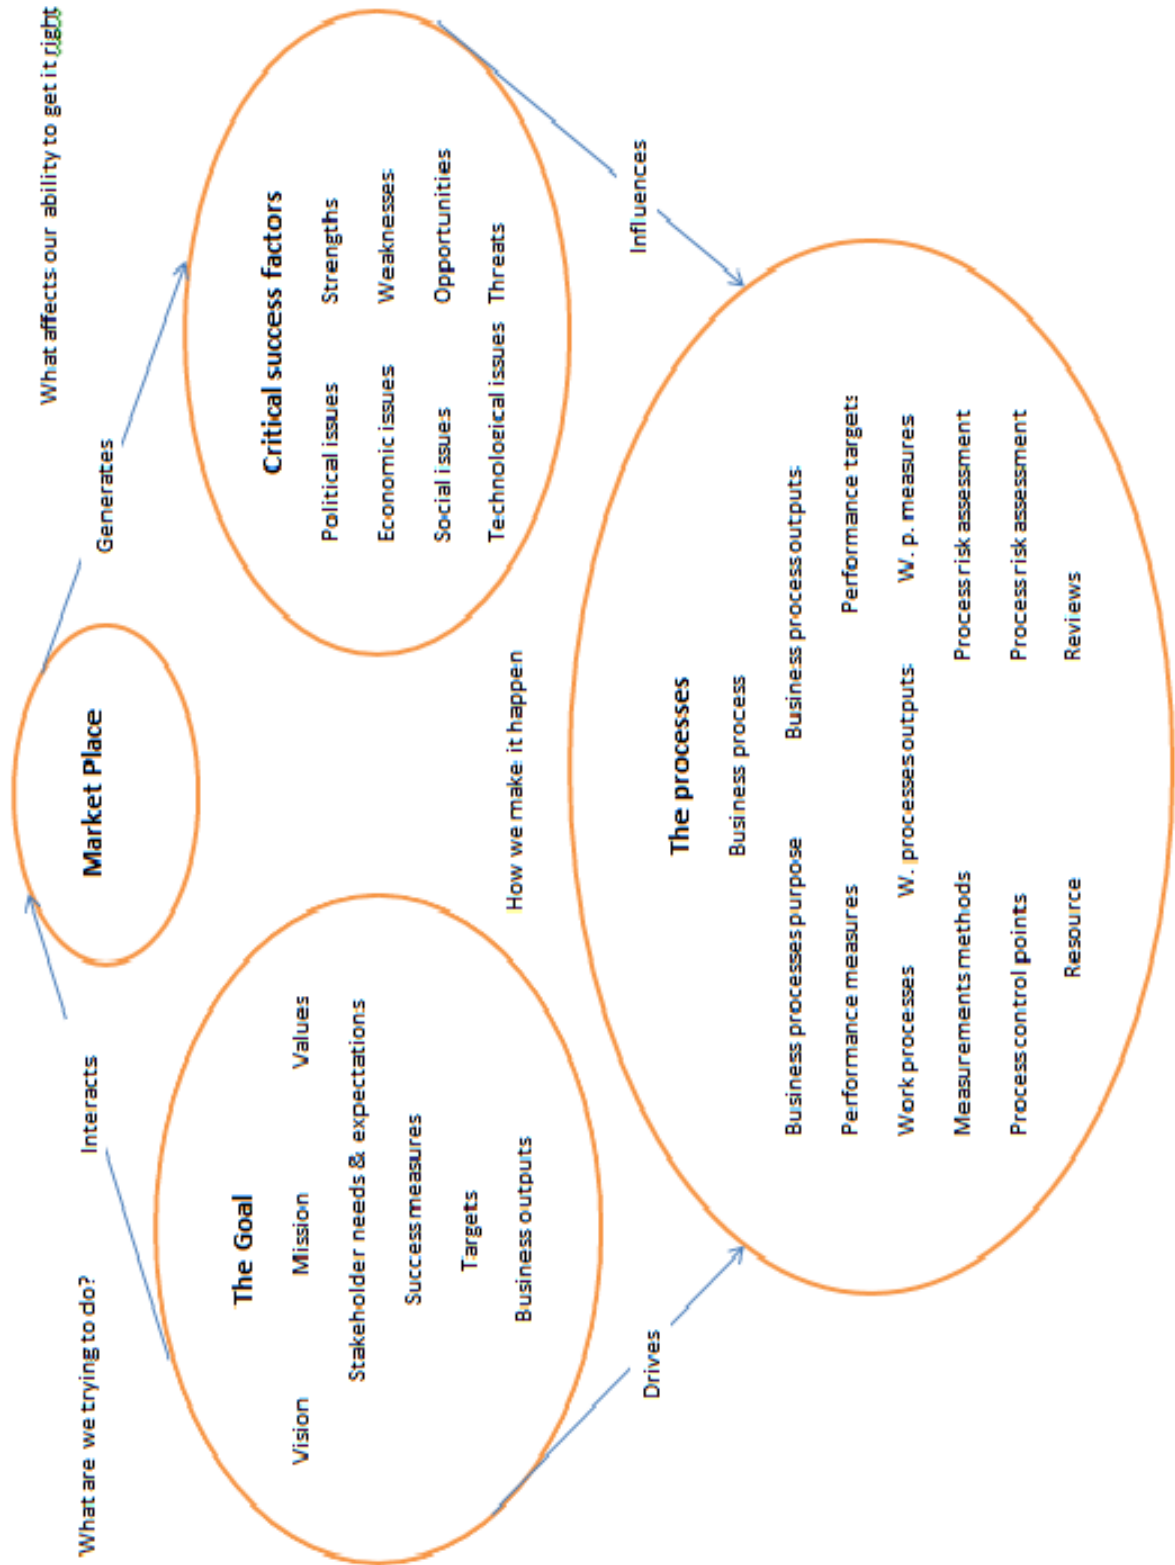 What are we trying to do?
What affects our ability to get it right
Interacts
Market Place
Generates
The Goal
Vision Mission Values
Stakeholder needs & expectations
Success measures
Targets
Business outputs
Critical success factors
Political issues Strengths
Economic issues Weaknesses
Social issues Opportunities
Technological issues Threats
How we make it happen
Drives
Influences
The processes
Business process
Business processes purpose Business process outputs
Performance measures Performance targets
Work processes W. processes outputs W. p. measures
Measurements methods Process risk assessment
Process control points Process risk assessment
Resource Reviews